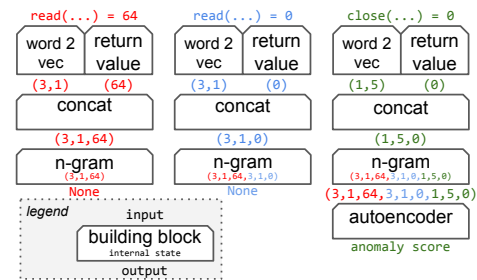 read(...) = 64
read(...) = 0
close(...) = 0
word 2 vec
return value
word 2 vec
return value
word 2 vec
return value
(3,1)
(64)
(3,1)
(0)
(1,5)
(0)
concat
concat
concat
(3,1,64)
(3,1,0)
(1,5,0)
n-gram
(3,1,64)
n-gram
(3,1,64,3,1,0)
n-gram
(3,1,64,3,1,0,1,5,0)
None
None
(3,1,64,3,1,0,1,5,0)
autoencoder
anomaly score
legend
input
building block
internal state
output